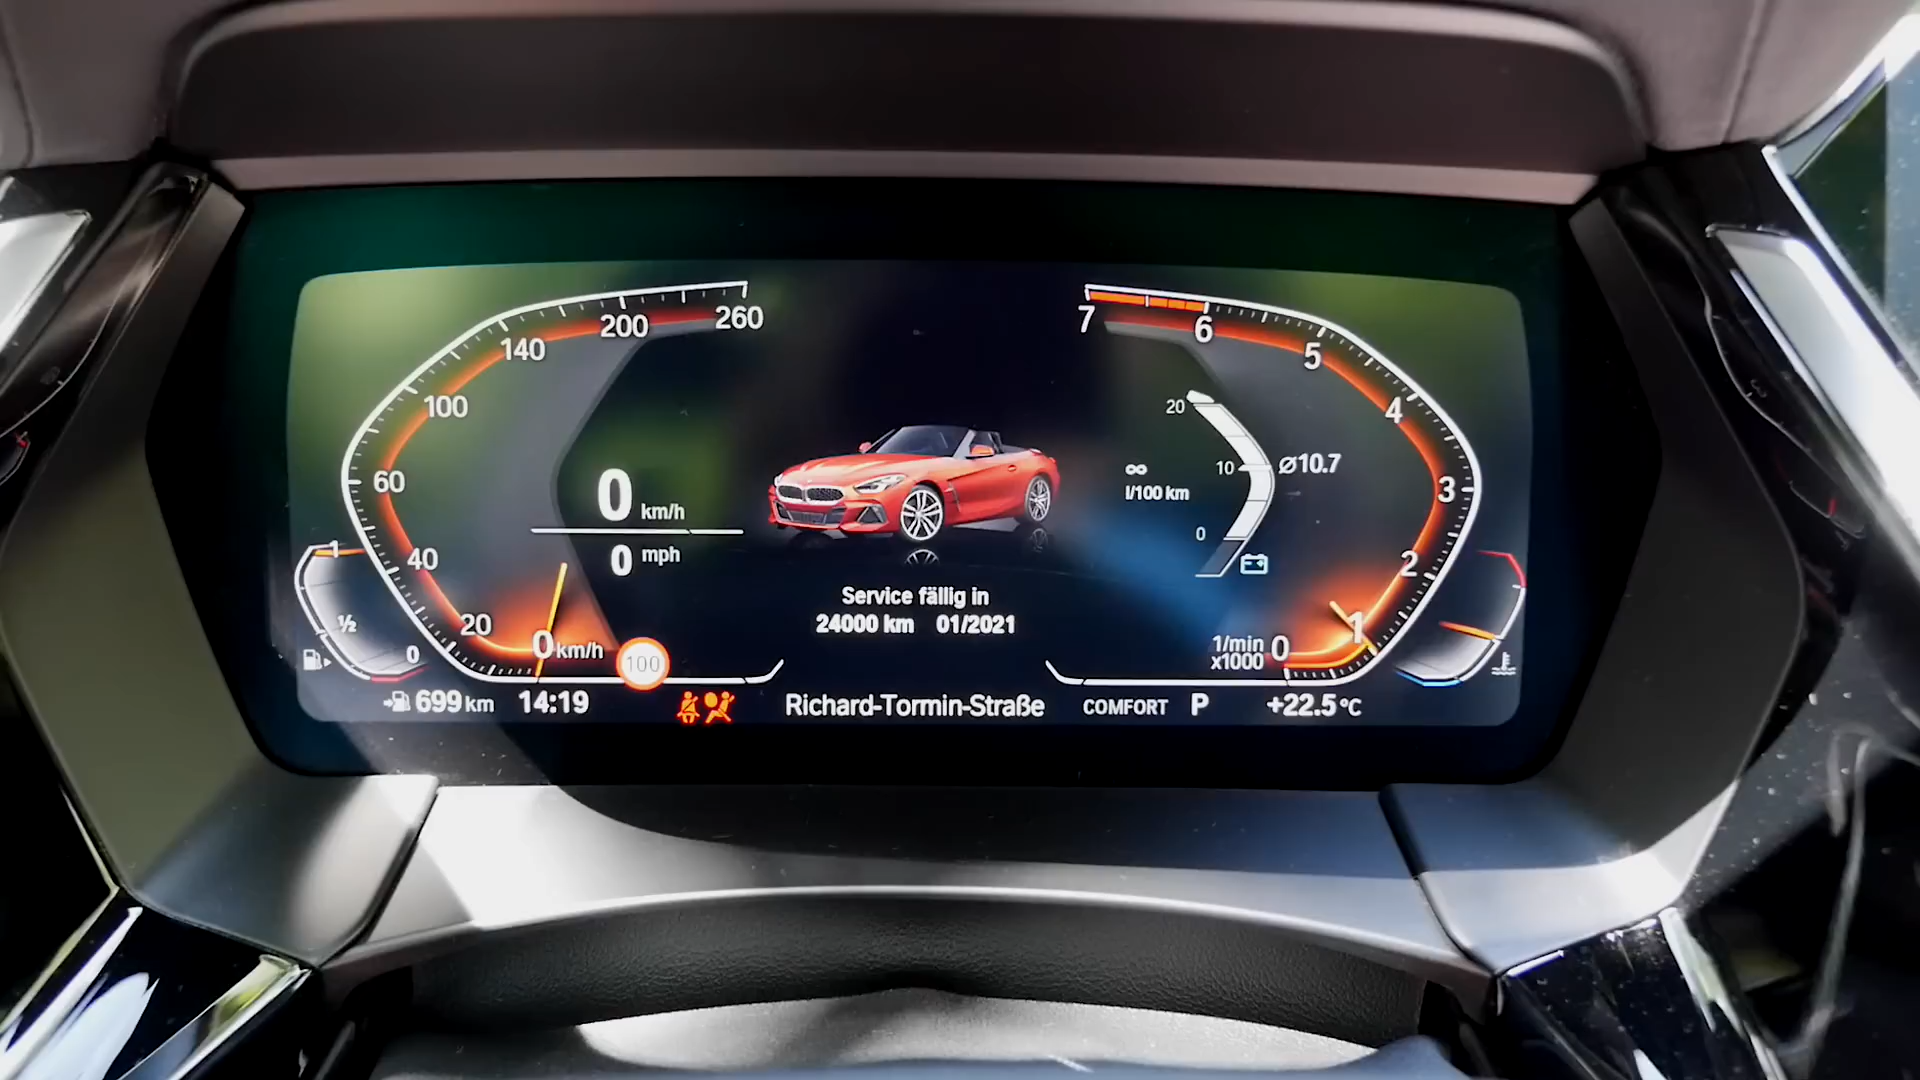 260
200
140
100
60
40
20
0 km/h
7
6
5
4
3
2
1
1/min 0
x1000
0 km/h
0 mph
20
10
0
∞
l/100 km
Ø10.7
Service fällig in
24000 km 01/2021
1
½
0
100
699 km
14:19
Richard-Tormin-Straße
COMFORT P
+22.5°C